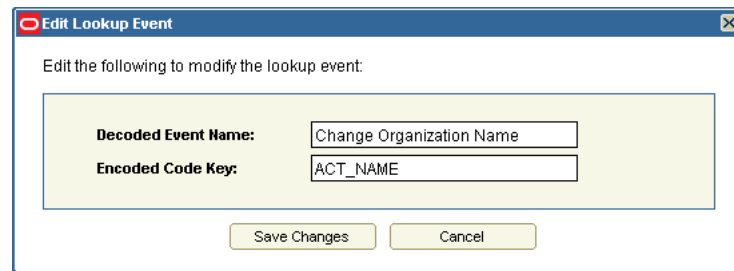 Edit Lookup Event
Edit the following to modify the lookup event:
Decoded Event Name: Change Organization Name
Encoded Code Key: ACT_NAME
Save Changes Cancel